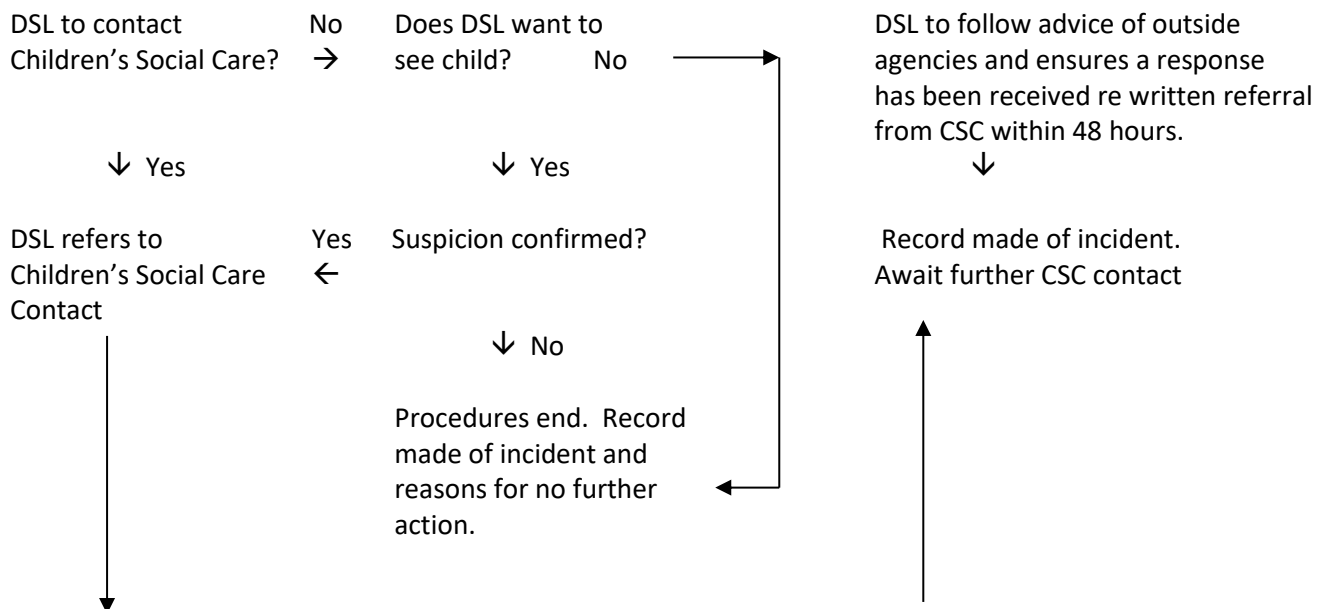 DSL to contact No Does DSL want to DSL to follow advice of outside
Children’s Social Care? → see child? No agencies and ensures a response
has been received re written referral
from CSC within 48 hours.
↓ Yes ↓ Yes ↓
DSL refers to Yes Suspicion confirmed? Record made of incident.
Children’s Social Care ← Await further CSC contact
Contact
↓ No
Procedures end. Record
made of incident and
reasons for no further
action.